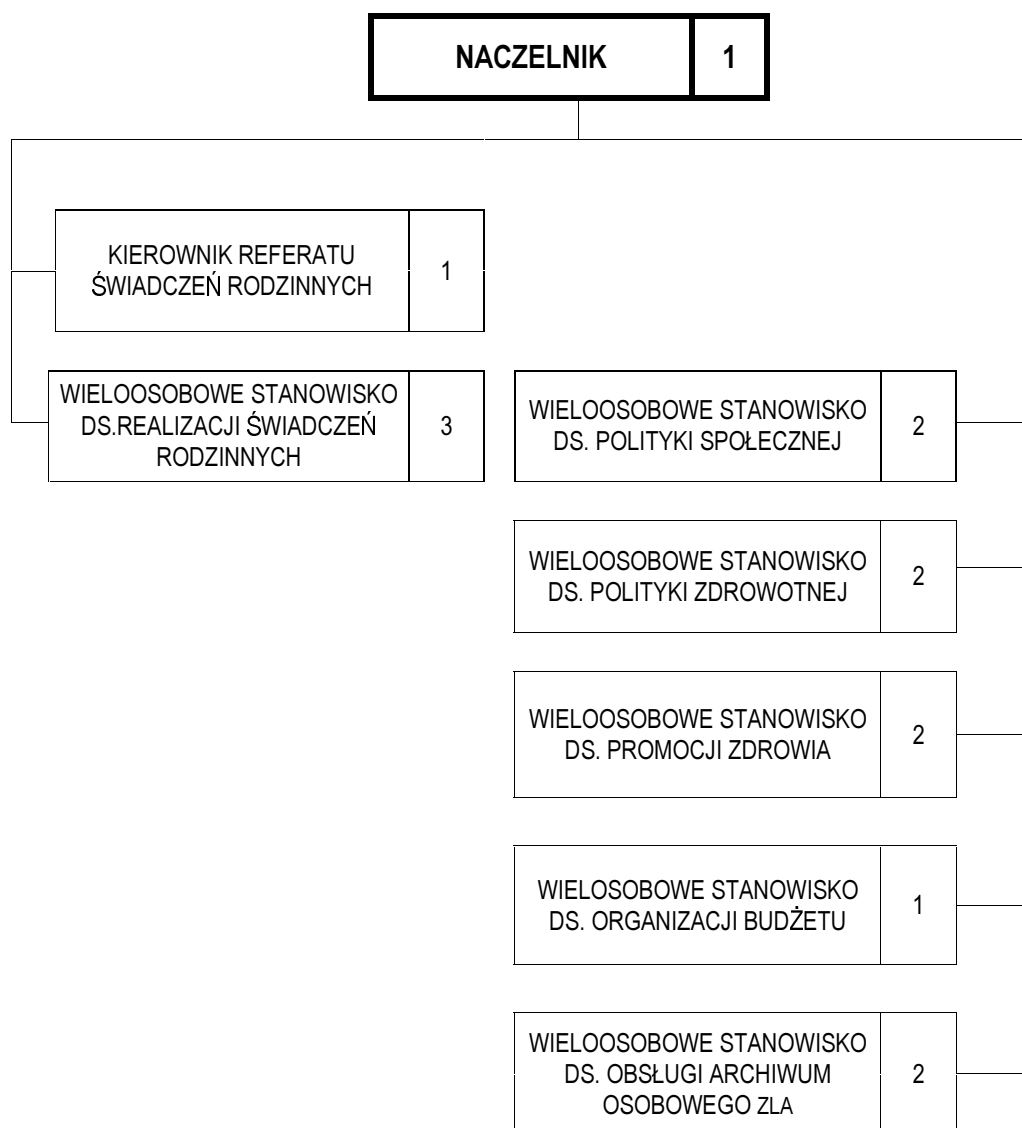 NACZELNIK 1
KIEROWNIK REFERATU
ŚWIADCZEŃ RODZINNYCH
1
WIELOOSOBOWE STANOWISKO
DS.REALIZACJI ŚWIADCZEŃ
RODZINNYCH
3
WIELOOSOBOWE STANOWISKO
DS. POLITYKI SPOŁECZNEJ
2
WIELOOSOBOWE STANOWISKO
DS. POLITYKI ZDROWOTNEJ
2
WIELOOSOBOWE STANOWISKO
DS. PROMOCJI ZDROWIA
2
WIELOSOBOWE STANOWISKO
DS. ORGANIZACJI BUDŻETU
1
WIELOOSOBOWE STANOWISKO
DS. OBSŁUGI ARCHIWUM
OSOBOWEGO ZLA
2